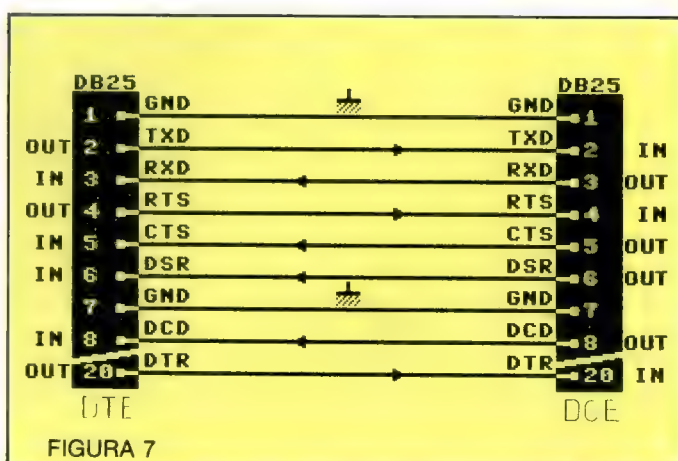 DB25 DB25
1 GND GND 1
OUT 2 TXD TXD 2 IN
IN 3 RXD RXD 3 OUT
OUT 4 RTS RTS 4 IN
IN 5 CTS CTS 5 OUT
IN 6 DSR DSR 6 OUT
7 GND GND 7
IN 8 DCD DCD 8 OUT
OUT 20 DTR DTR 20 IN
DTE DCE
FIGURA 7